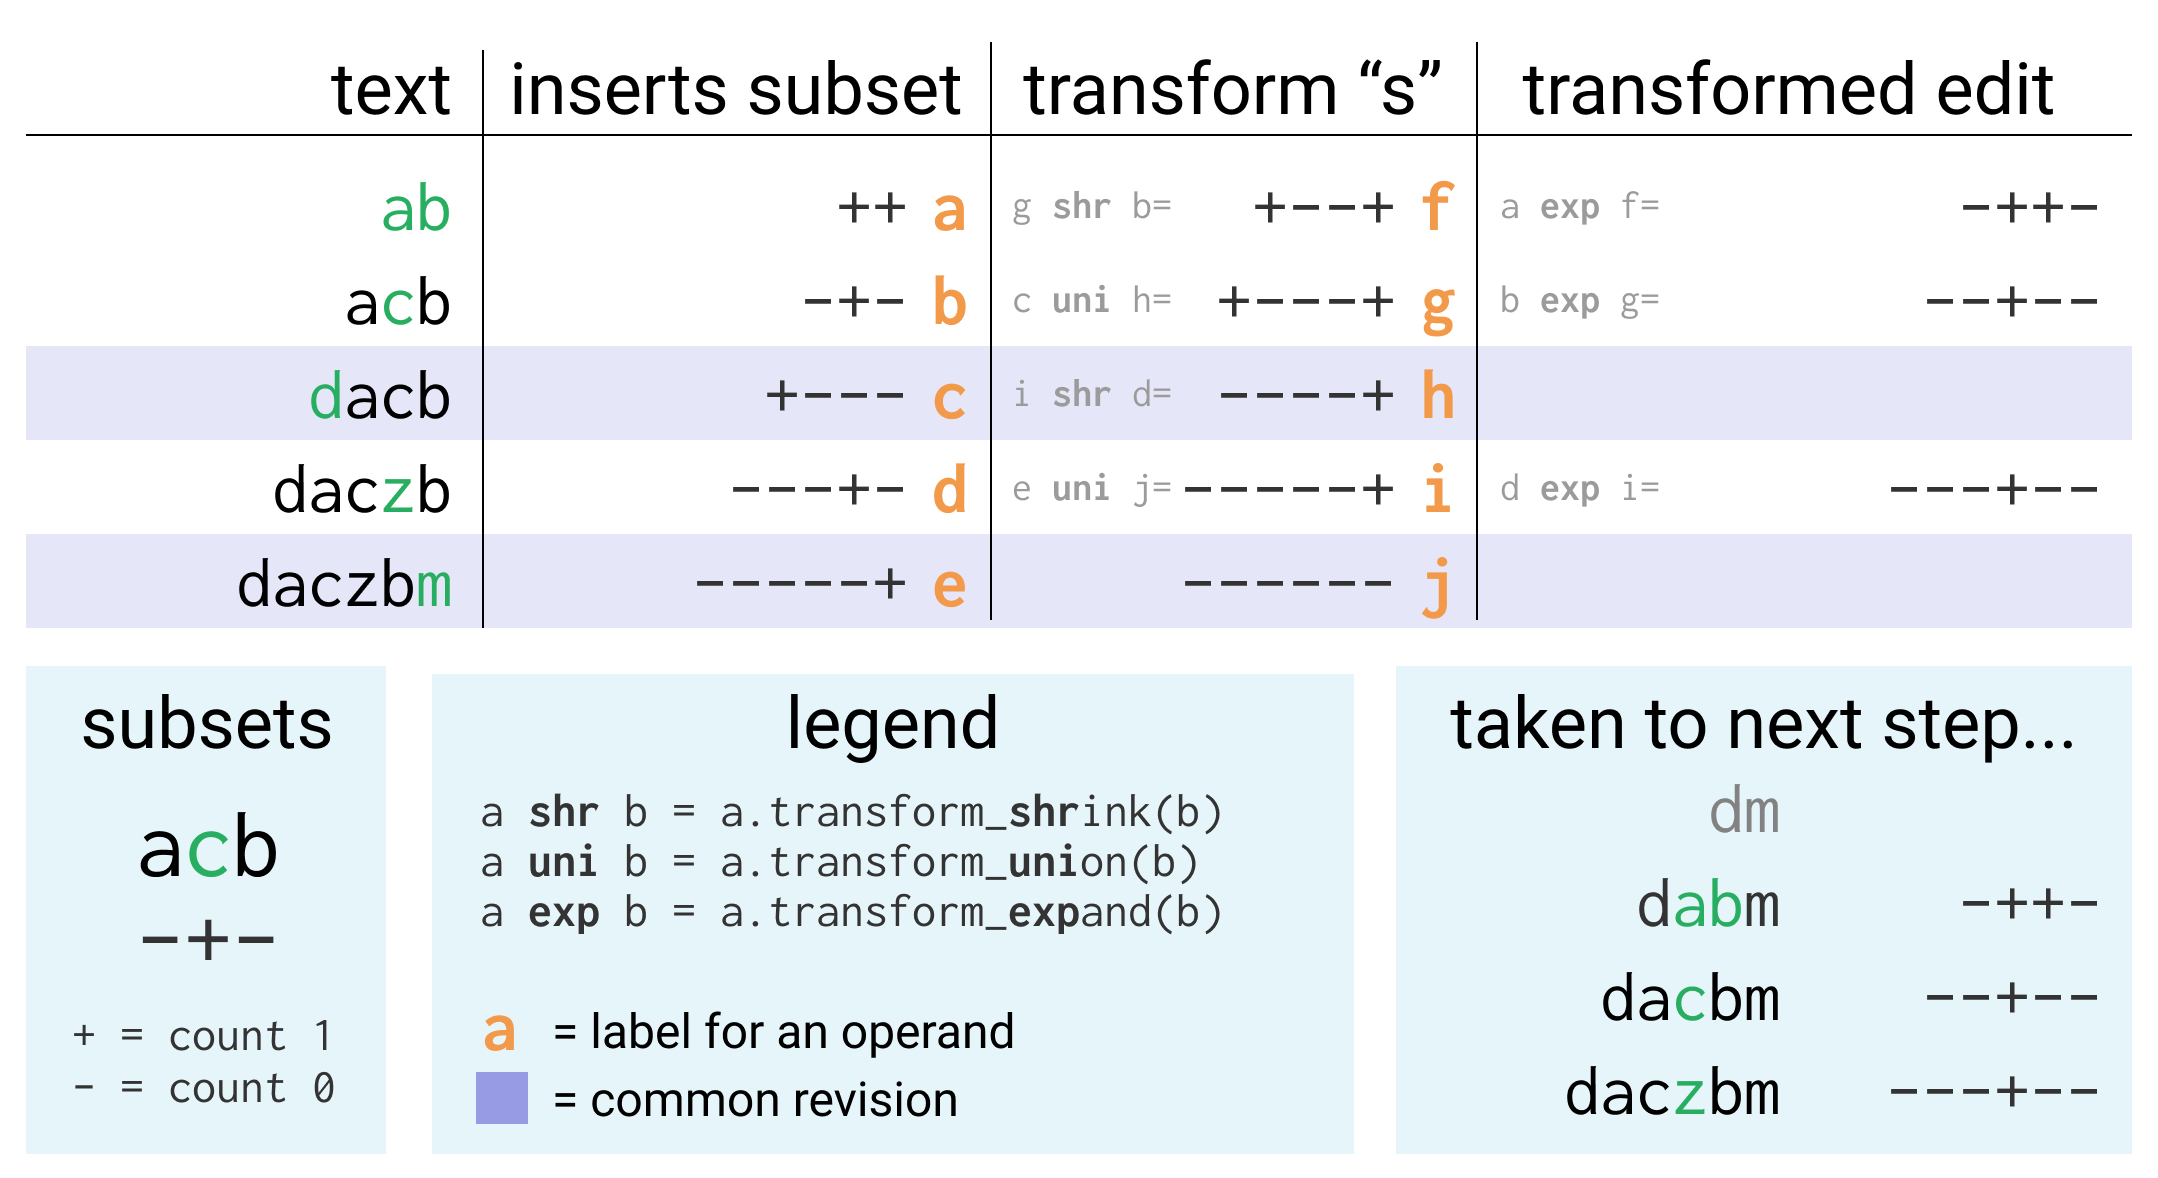 text inserts subset transform “s” transformed edit
ab ++ a g shr b= +--+ f a exp f= -++-
acb -+- b c uni h= +---+ g b exp g= --+--
dacb +--- c i shr d= ----+ h
daczb ---+- d e uni j= -----+ i d exp i= ---+--
daczbm -----+ e ------ j
subsets
acb
-+-
+ = count 1
- = count 0
legend
a shr b = a.transform_shrink(b)
a uni b = a.transform_union(b)
a exp b = a.transform_expand(b)
a = label for an operand
= common revision
taken to next step...
dm
dabm -++-
dacbm --+--
daczbm ---+--